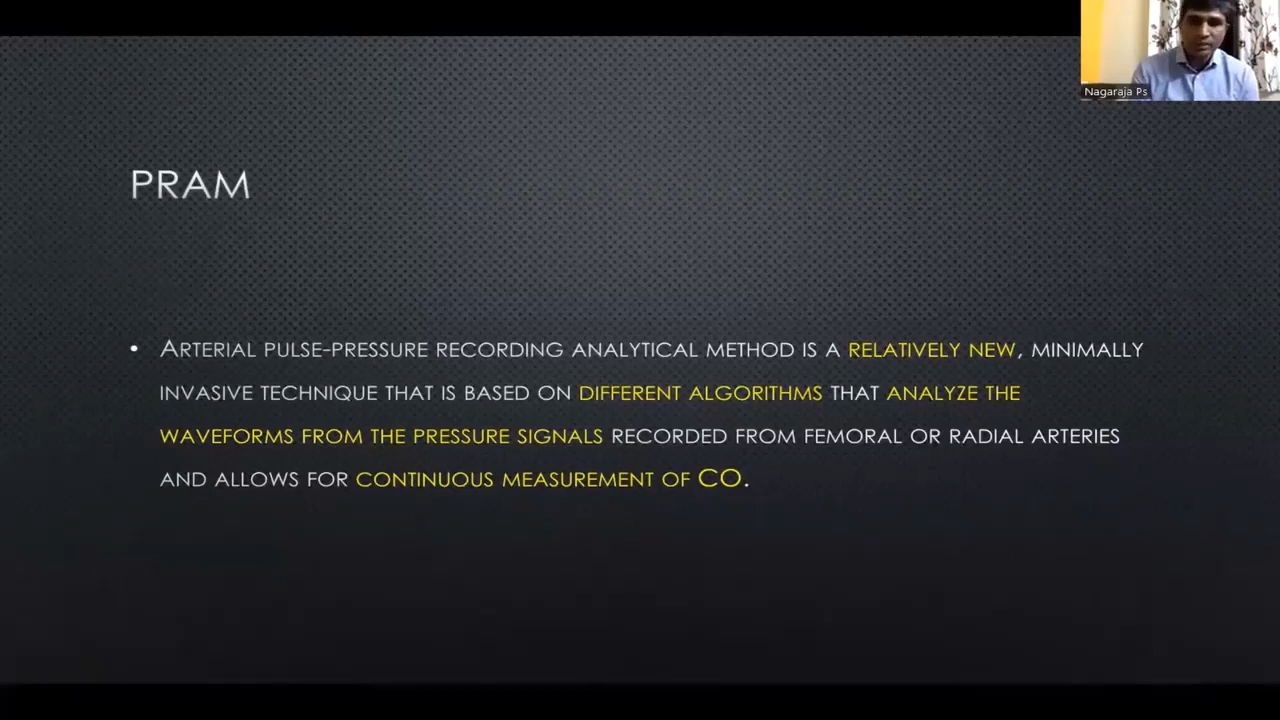 Nagaraja Ps
PRAM
• ARTERIAL PULSE-PRESSURE RECORDING ANALYTICAL METHOD IS A RELATIVELY NEW, MINIMALLY
INVASIVE TECHNIQUE THAT IS BASED ON DIFFERENT ALGORITHMS THAT ANALYZE THE
WAVEFORMS FROM THE PRESSURE SIGNALS RECORDED FROM FEMORAL OR RADIAL ARTERIES
AND ALLOWS FOR CONTINUOUS MEASUREMENT OF CO.